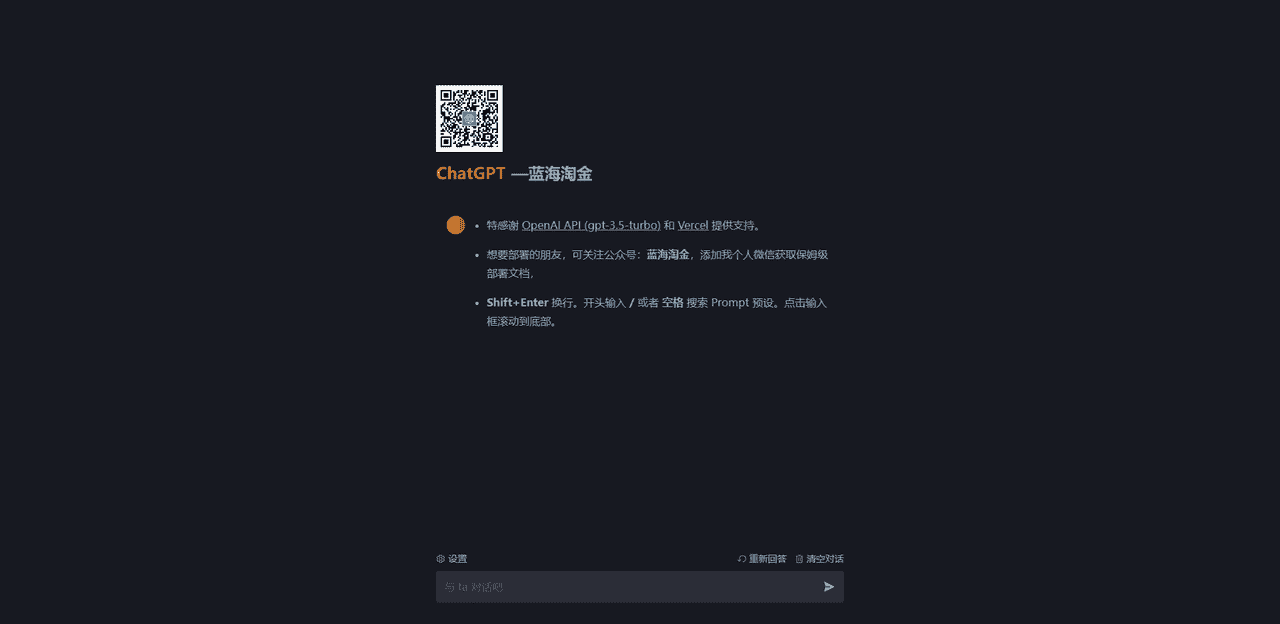 ChatGPT —蓝海淘金
特感谢 OpenAI API (gpt-3.5-turbo) 和 Vercel 提供支持。
想要部署的朋友，可关注公众号：蓝海淘金，添加我个人微信获取保姆级
部署文档，
Shift+Enter 换行。开头输入 / 或者 空格 搜索 Prompt 预设。点击输入
框滚动到底部。
设置
重新回答 清空对话
与 ta 对话吧